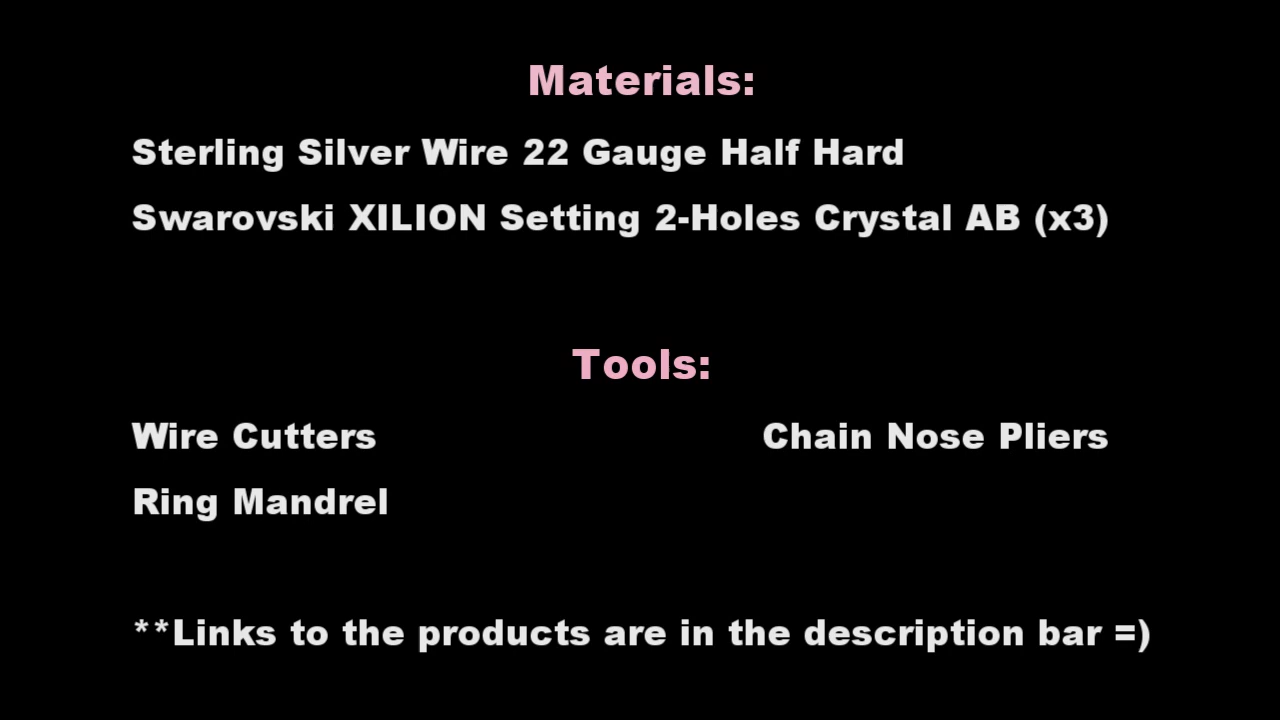 Materials:
Sterling Silver Wire 22 Gauge Half Hard
Swarovski XILION Setting 2-Holes Crystal AB (x3)
Tools:
Wire Cutters
Chain Nose Pliers
Ring Mandrel
**Links to the products are in the description bar =)